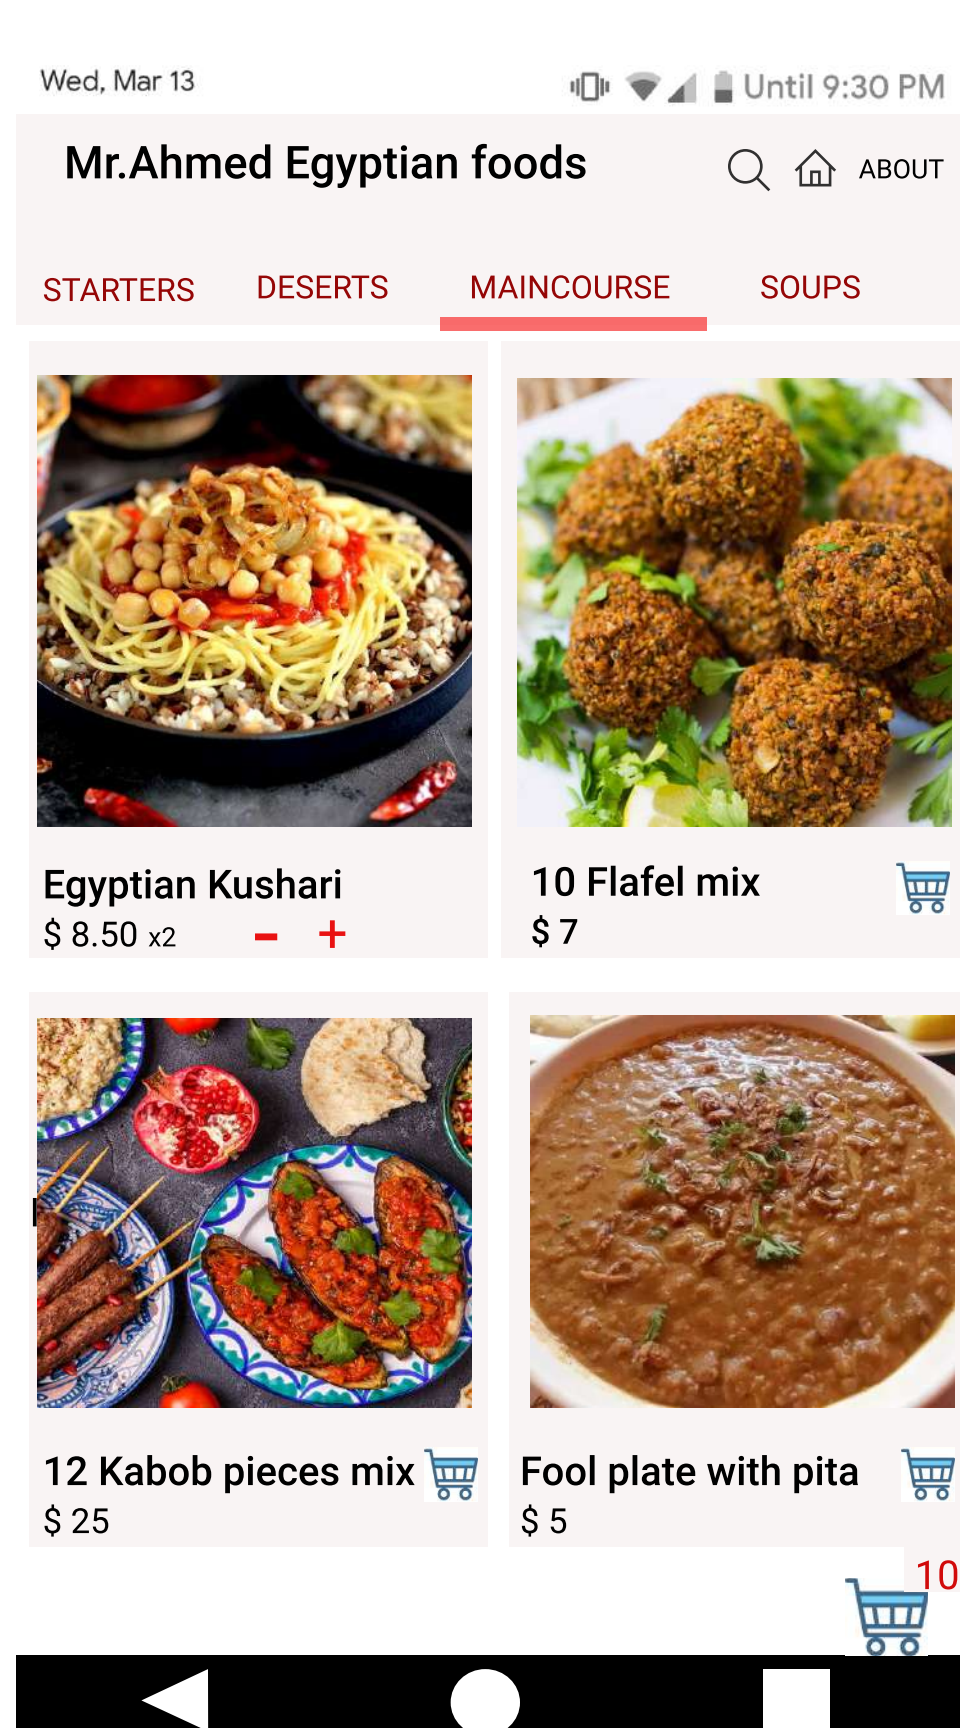 Wed, Mar 13
Until 9:30 PM
Mr.Ahmed Egyptian foods
ABOUT
STARTERS
DESERTS
MAINCOURSE
SOUPS
Egyptian Kushari
$ 8.50 x2 - +
10 Flafel mix
$ 7
12 Kabob pieces mix
$ 25
Fool plate with pita
$ 5
10